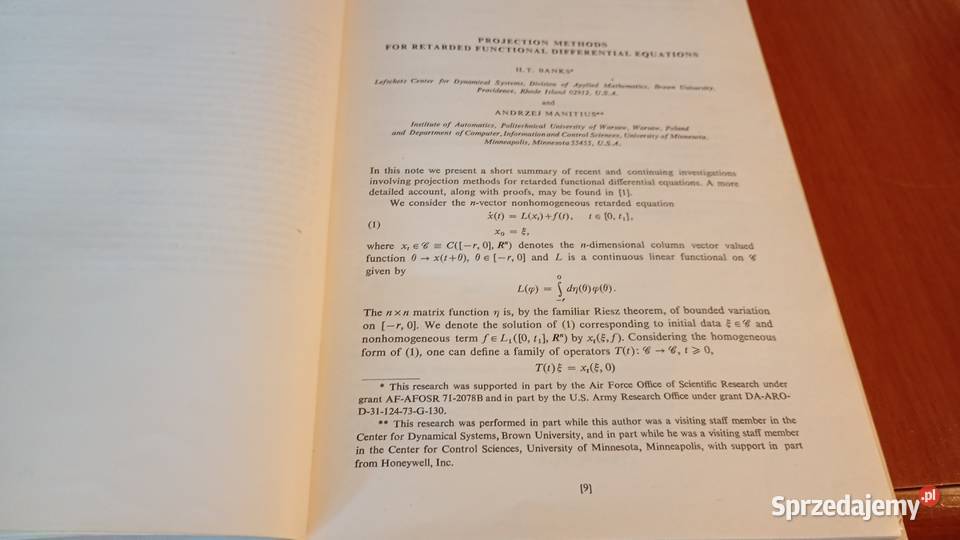 PROJECTION METHODS
FOR RETARDED FUNCTIONAL DIFFERENTIAL EQUATIONS
H.T. BANKS*
Lefschetz Center for Dynamical Systems, Division of Applied Mathematics, Brown University,
Providence, Rhode Island 02912, U.S.A.
and
ANDRZEJ MANITIUS**
Institute of Automatics, Politechnical University of Warsaw, Warsaw, Poland
and Department of Computer, Information and Control Sciences, University of Minnesota,
Minneapolis, Minnesota 55455, U.S.A.
In this note we present a short summary of recent and continuing investigations
involving projection methods for retarded functional differential equations. A more
detailed account, along with proofs, may be found in [1].
We consider the n-vector nonhomogeneous retarded equation
ẋ(t) = L(xₜ)+f(t), t ∈ [0, t₁],
(1)
x₀ = ξ,
where xₜ ∈ 𝒞 ≡ C([−r, 0], Rⁿ) denotes the n-dimensional column vector valued
function θ → x(t+θ), θ ∈ [−r, 0] and L is a continuous linear functional on 𝒞
given by
L(φ) = ∫₋ᵣ⁰ dη(θ)φ(θ).
The n×n matrix function η is, by the familiar Riesz theorem, of bounded variation
on [−r, 0]. We denote the solution of (1) corresponding to initial data ξ ∈ 𝒞 and
nonhomogeneous term f ∈ L₁([0, t₁], Rⁿ) by xₜ(ξ, f). Considering the homogeneous
form of (1), one can define a family of operators T(t): 𝒞 → 𝒞, t ⩾ 0,
T(t)ξ = xₜ(ξ, 0)
* This research was supported in part by the Air Force Office of Scientific Research under
grant AF-AFOSR 71-2078B and in part by the U.S. Army Research Office under grant DA-ARO-
D-31-124-73-G-130.
** This research was performed in part while this author was a visiting staff member in the
Center for Dynamical Systems, Brown University, and in part while he was a visiting staff member
in the Center for Control Sciences, University of Minnesota, Minneapolis, with support in part
from Honeywell, Inc.
[9]
Sprzedajemy.pl